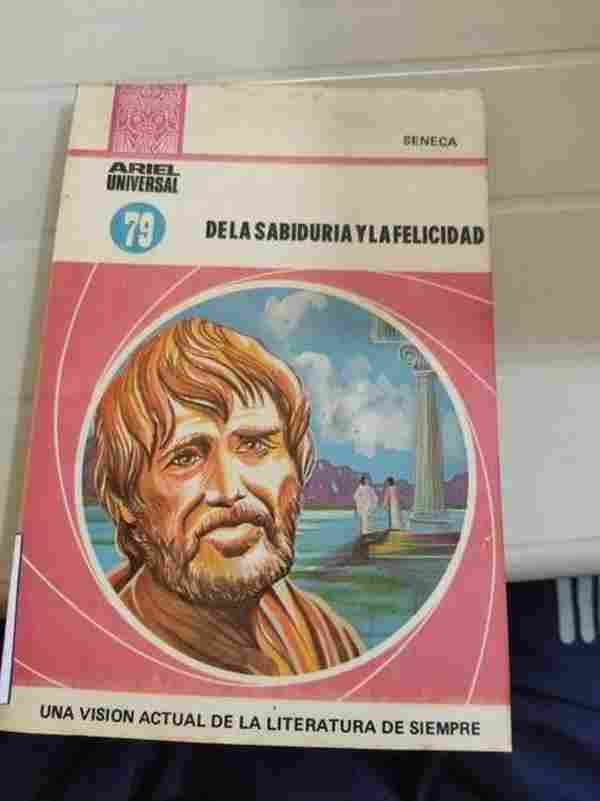 SENECA
ARIEL
UNIVERSAL
79
DE LA SABIDURIA Y LA FELICIDAD
UNA VISION ACTUAL DE LA LITERATURA DE SIEMPRE